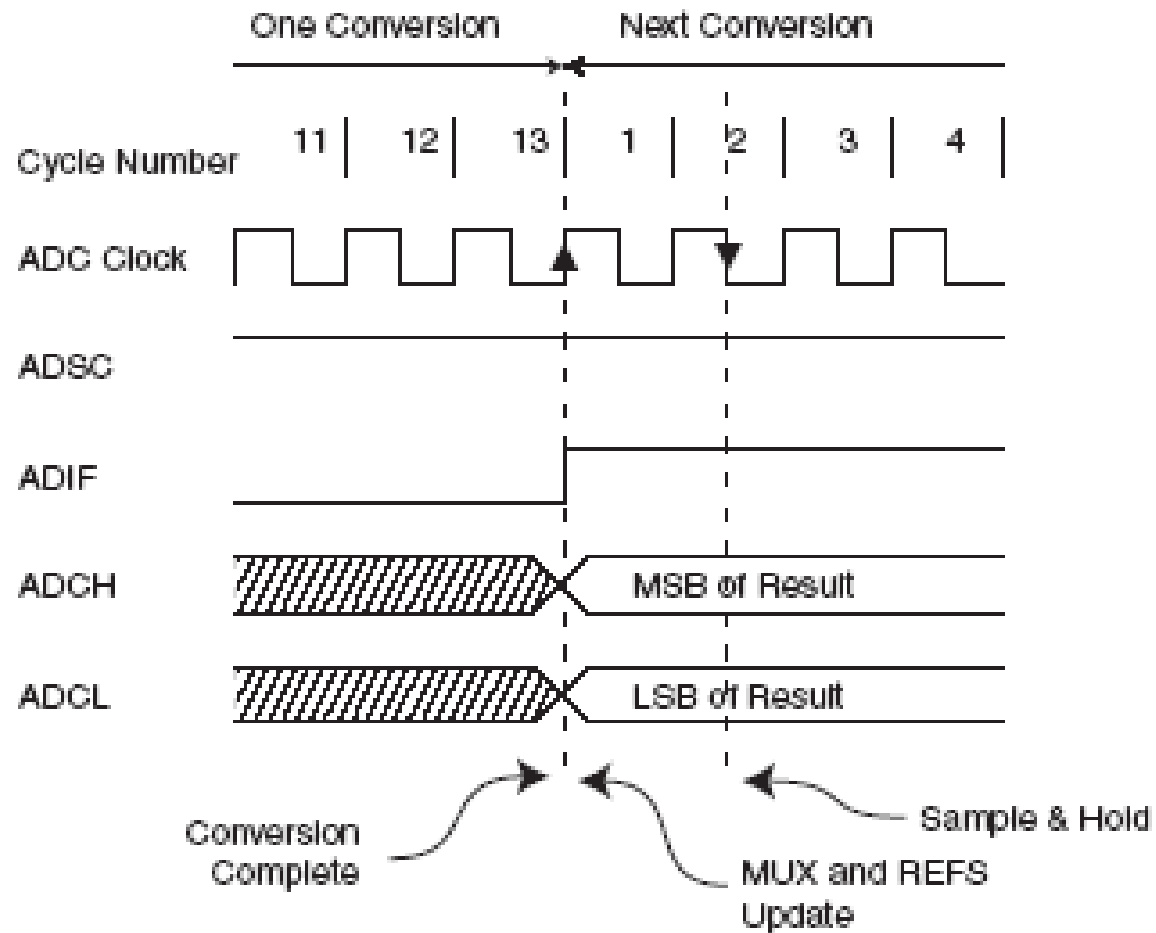 One Conversion Next Conversion
Cycle Number 11 12 13 1 2 3 4
ADC Clock
ADSC
ADIF
ADCH MSB of Result
ADCL LSB of Result
Conversion
Complete
Sample & Hold
MUX and REFS
Update